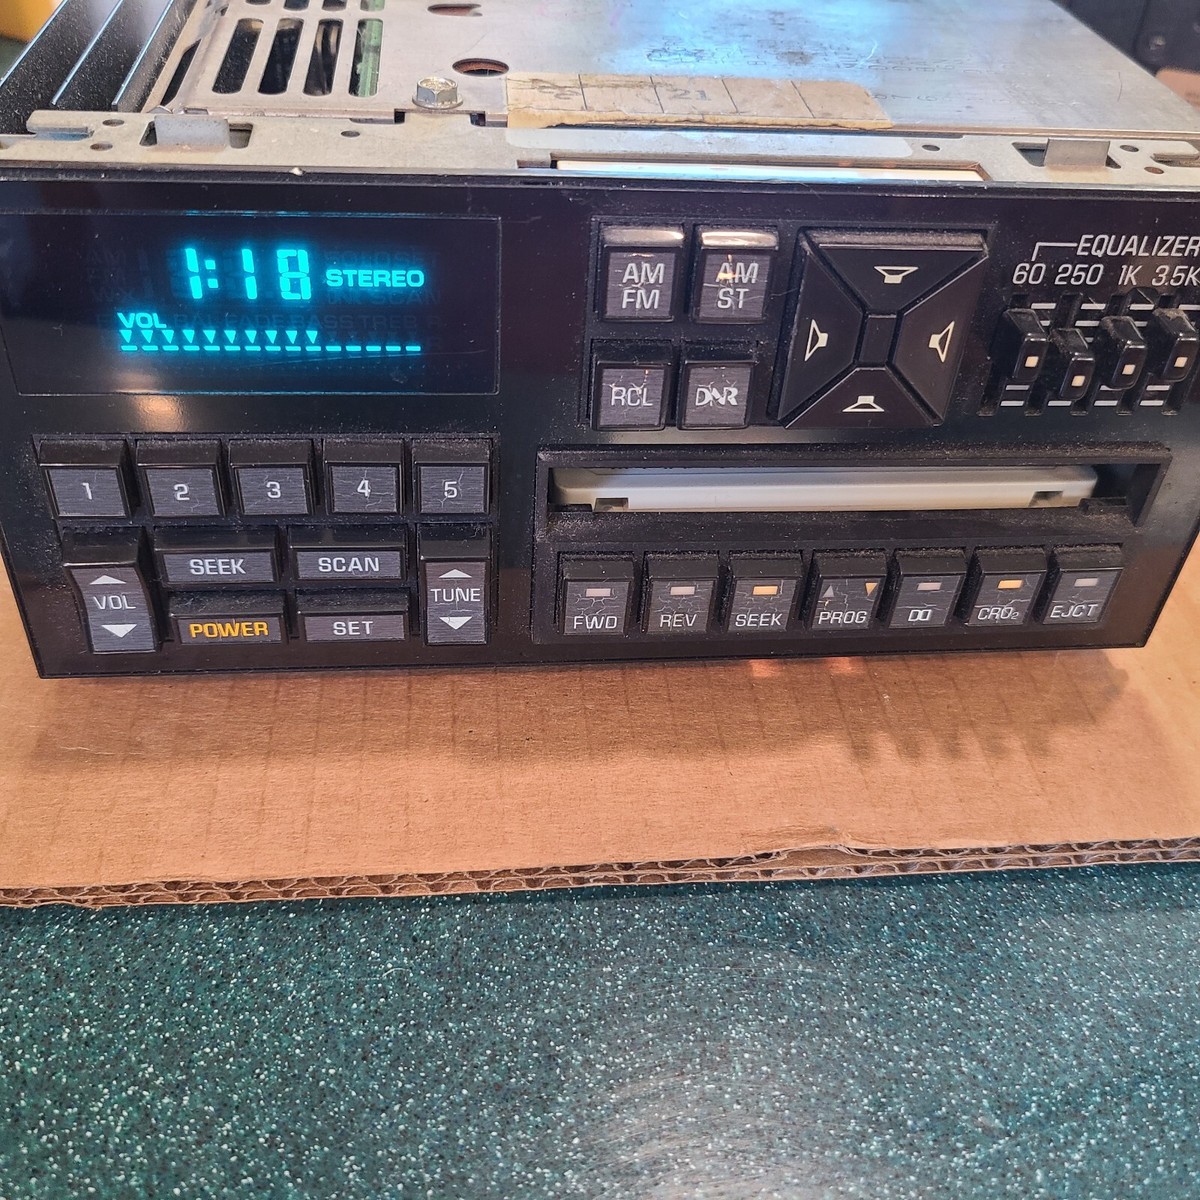 21
EQUALIZER
60 250 1K 3.5K
1:18 STEREO
VOL
AM
FM
AM
ST
RCL
DNR
1 2 3 4 5
SEEK SCAN
VOL
TUNE
POWER SET
FWD REV SEEK PROG CRO₂ EJCT